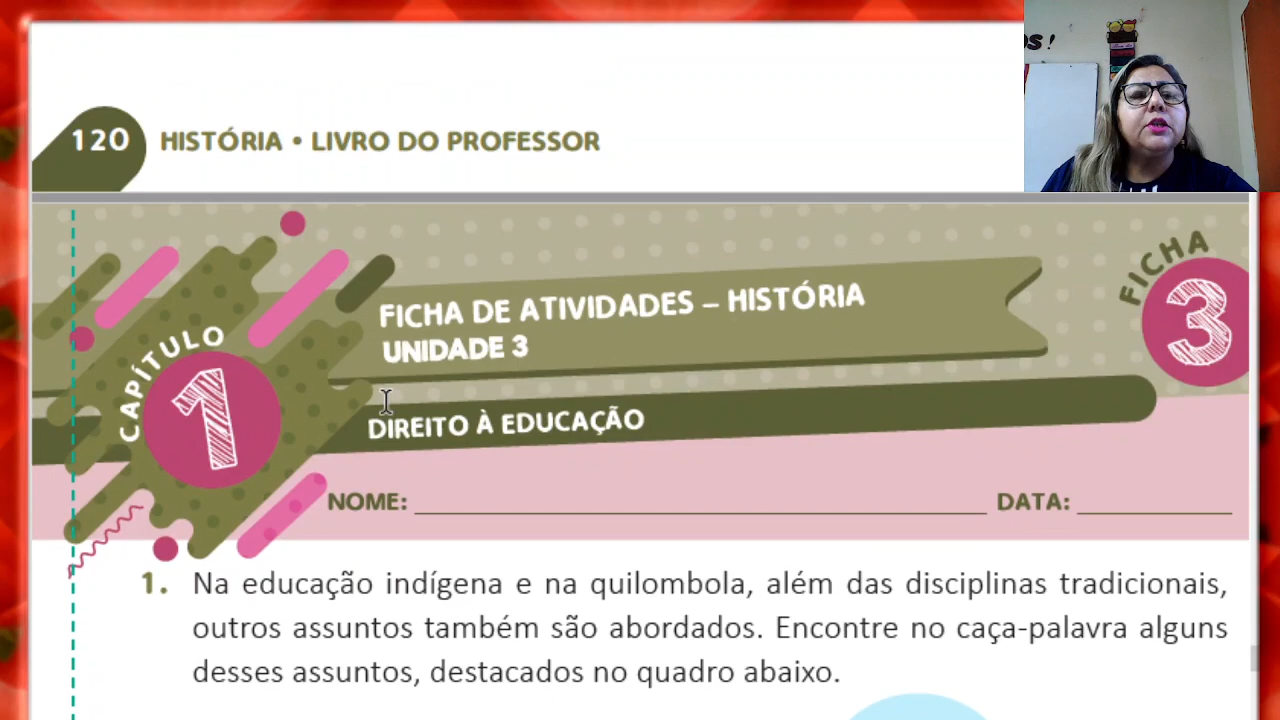 OS!
120
HISTÓRIA • LIVRO DO PROFESSOR
FICHA
3
FICHA DE ATIVIDADES – HISTÓRIA
UNIDADE 3
CAPÍTULO
1
DIREITO À EDUCAÇÃO
NOME:
DATA:
1. Na educação indígena e na quilombola, além das disciplinas tradicionais,
outros assuntos também são abordados. Encontre no caça-palavra alguns
desses assuntos, destacados no quadro abaixo.